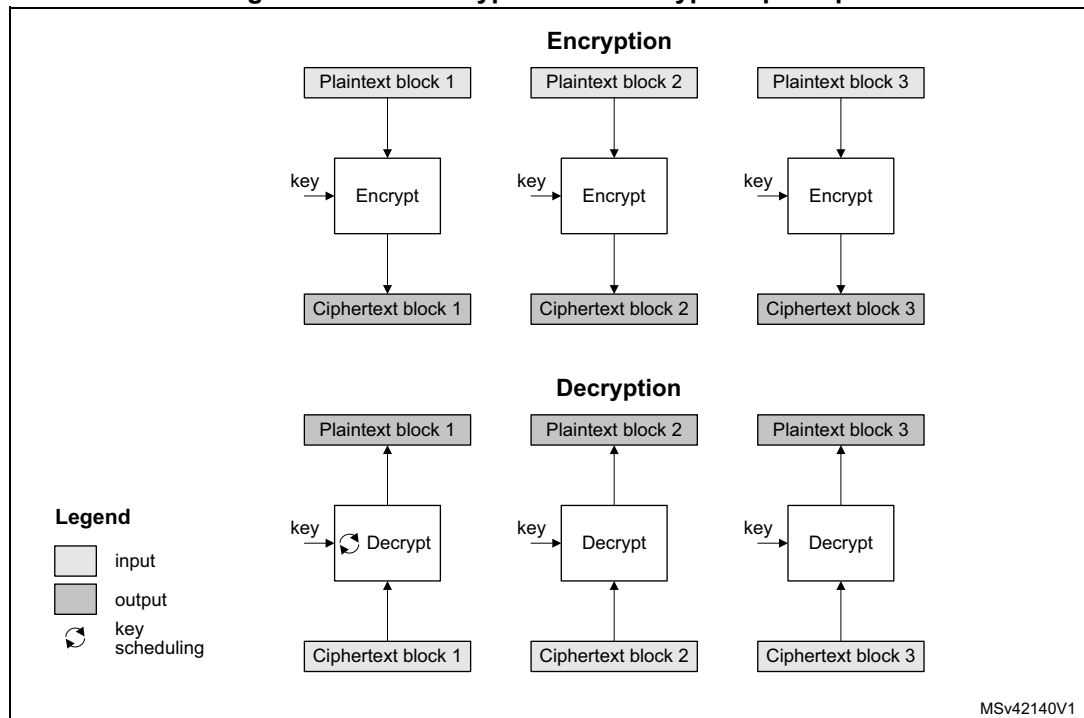 Encryption
Plaintext block 1 Plaintext block 2 Plaintext block 3
key Encrypt key Encrypt key Encrypt
Ciphertext block 1 Ciphertext block 2 Ciphertext block 3
Decryption
Plaintext block 1 Plaintext block 2 Plaintext block 3
Legend
key Decrypt key Decrypt key Decrypt
input
output
key
scheduling
Ciphertext block 1 Ciphertext block 2 Ciphertext block 3
MSv42140V1